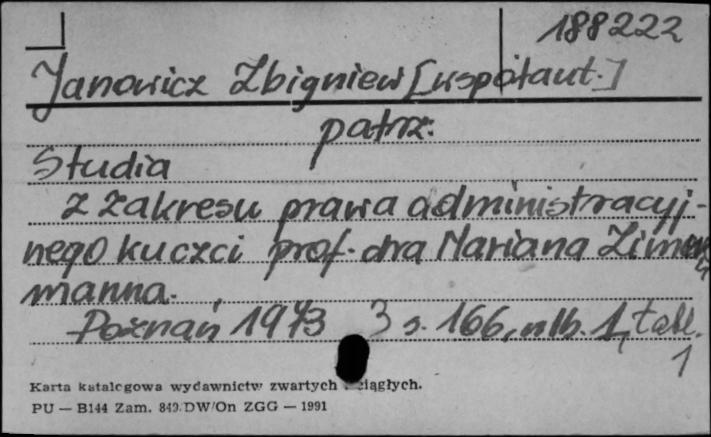 188222
Janowicz Zbigniew [współaut.]
patrz:
Studia
z zakresu prawa administracyj-
nego ku czci prof. dra Mariana Zimmer
manna.
Poznań, 1973 3 s. 166, nlb. 1, tabl.
1
Karta katalogowa wydawnictw zwartych ciągłych.
PU — B144 Zam. 849.DW/On ZGG — 1991